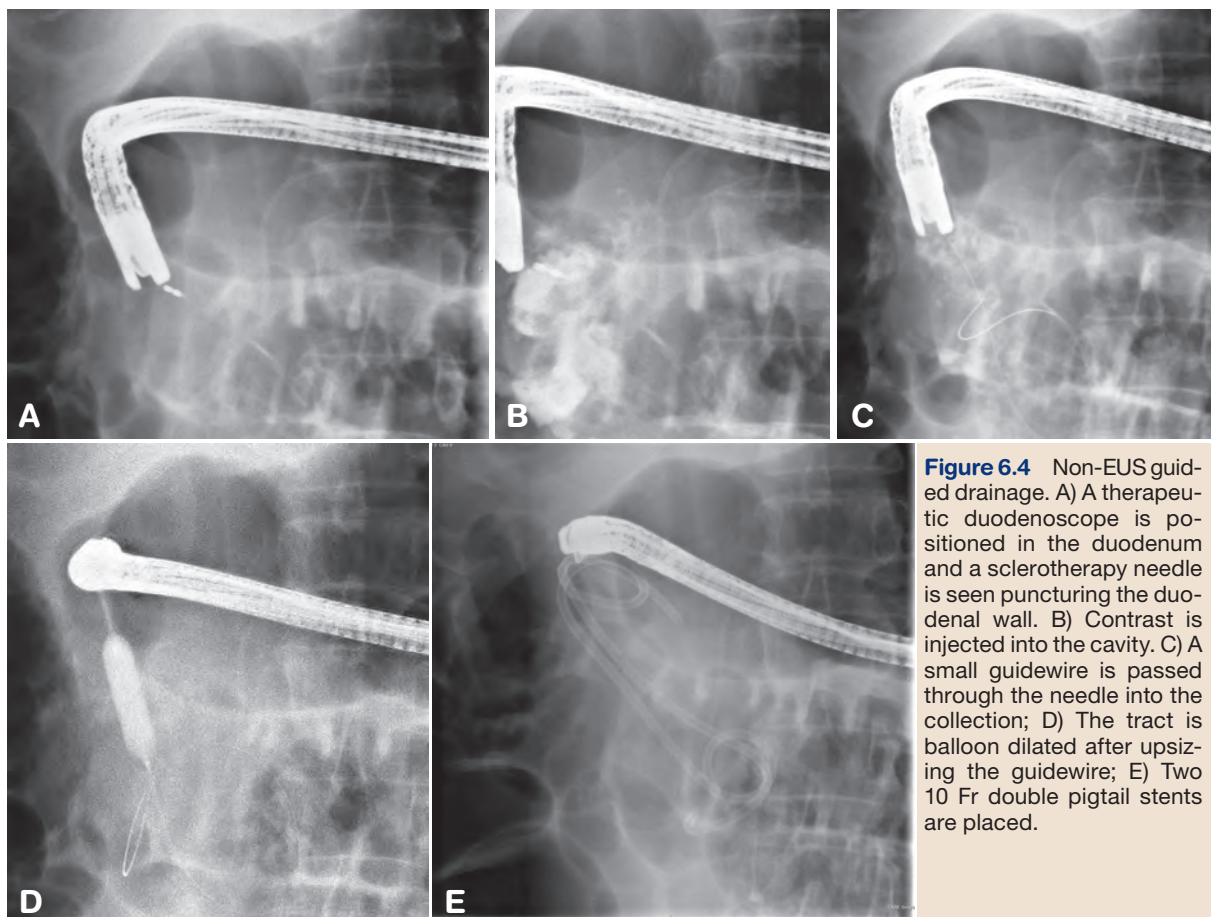 A
B
C
D
E
Figure 6.4 Non-EUS guid-
ed drainage. A) A therapeu-
tic duodenoscope is po-
sitioned in the duodenum
and a sclerotherapy needle
is seen puncturing the duo-
denal wall. B) Contrast is
injected into the cavity. C) A
small guidewire is passed
through the needle into the
collection; D) The tract is
balloon dilated after upsiz-
ing the guidewire; E) Two
10 Fr double pigtail stents
are placed.